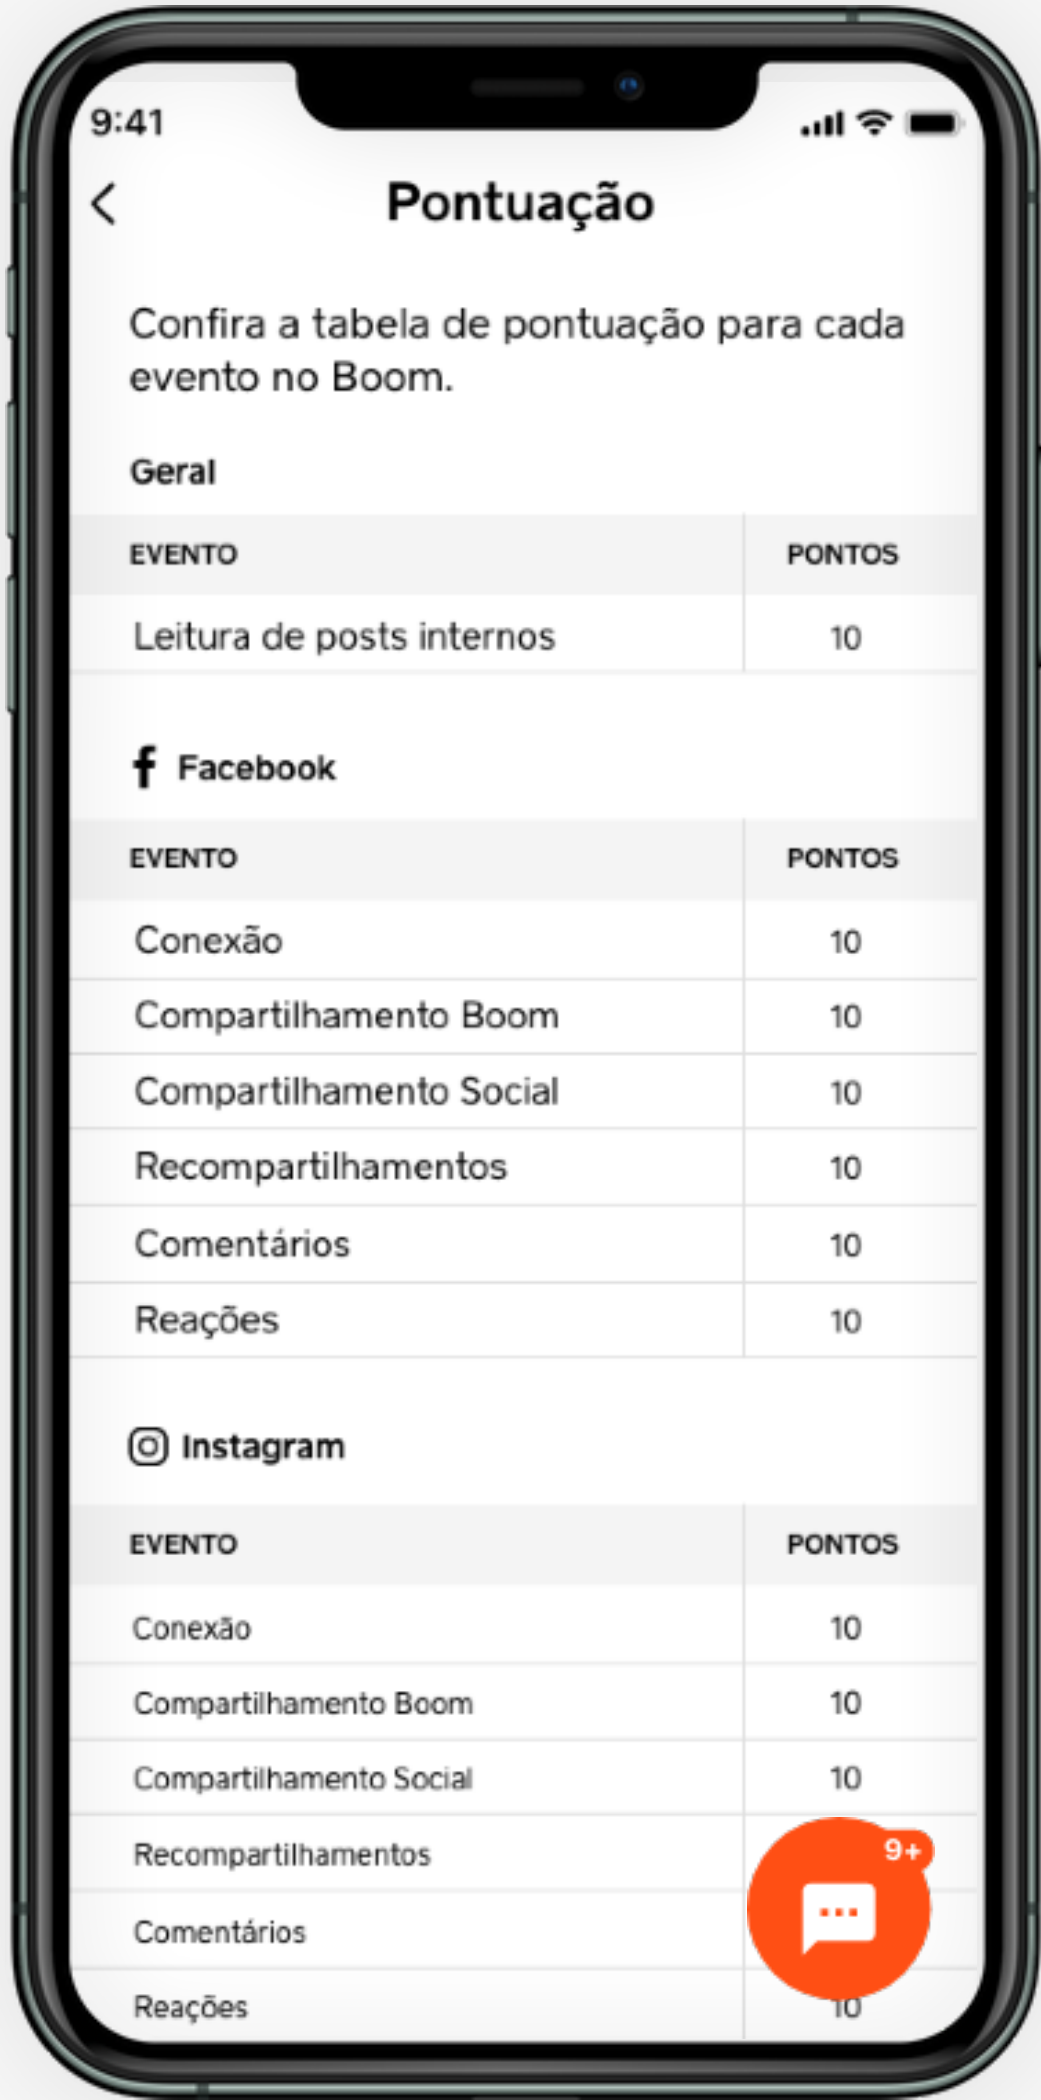 9:41
Pontuação
Confira a tabela de pontuação para cada
evento no Boom.
Geral
EVENTO PONTOS
Leitura de posts internos 10
Facebook
EVENTO PONTOS
Conexão 10
Compartilhamento Boom 10
Compartilhamento Social 10
Recompartilhamentos 10
Comentários 10
Reações 10
Instagram
EVENTO PONTOS
Conexão 10
Compartilhamento Boom 10
Compartilhamento Social 10
Recompartilhamentos
9+
Comentários
Reações 10